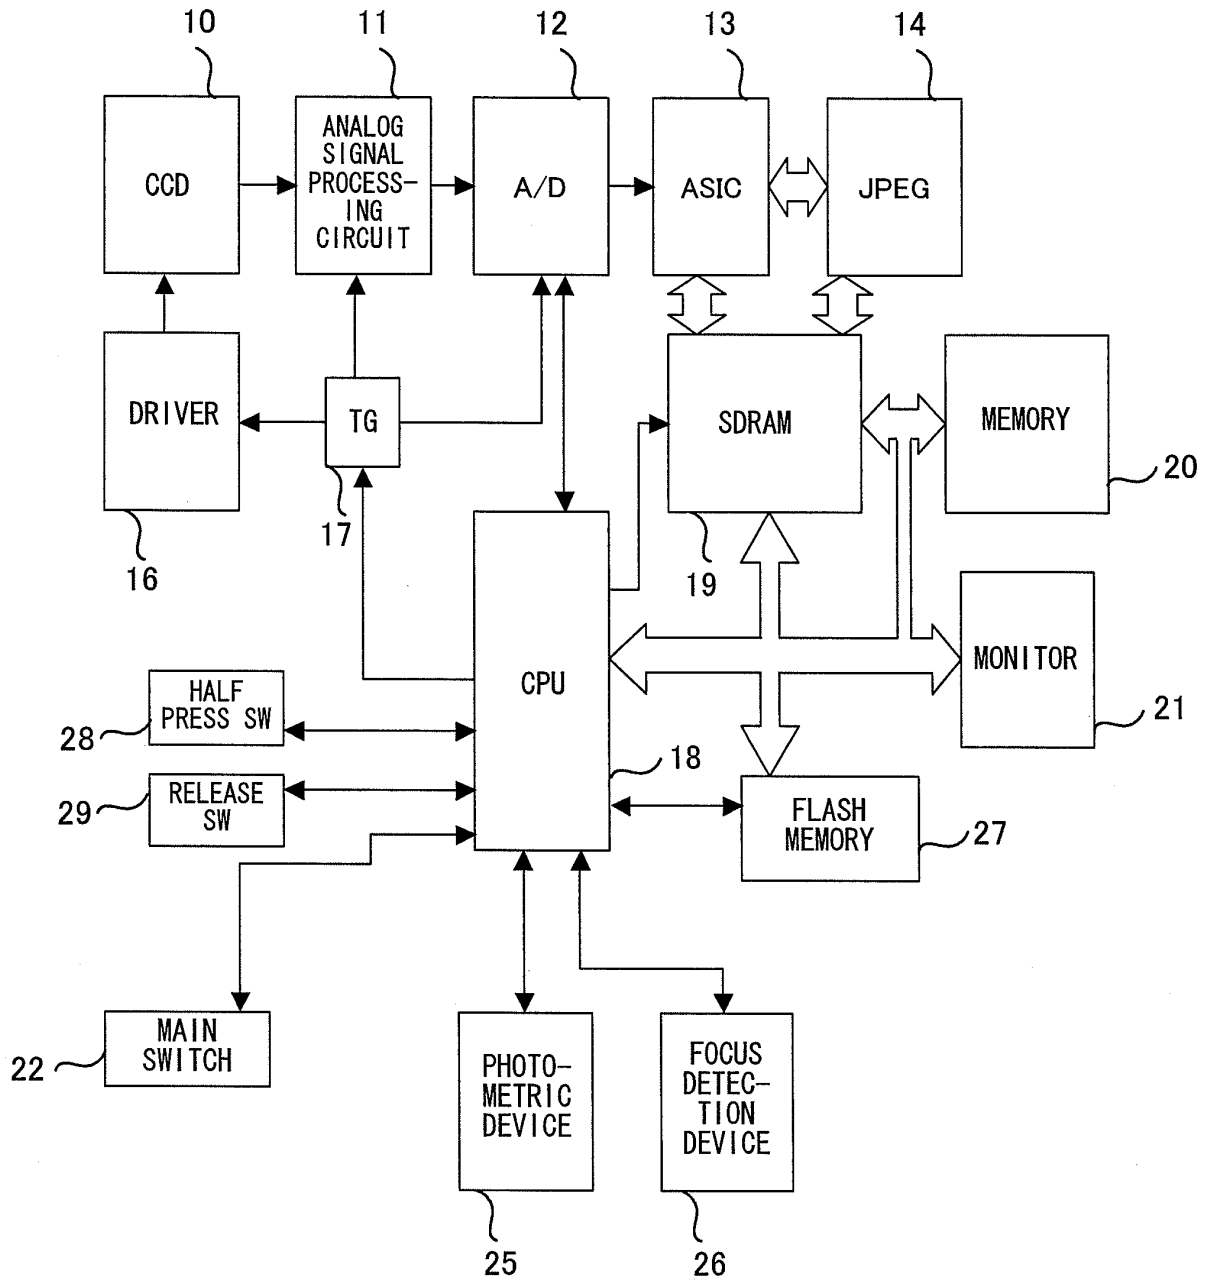 10
11
12
13
14
CCD
ANALOG
SIGNAL
PROCESS-
ING
CIRCUIT
A/D
ASIC
JPEG
DRIVER
TG
SDRAM
MEMORY
16
17
19
20
CPU
MONITOR
HALF
PRESS SW
28
21
RELEASE
SW
29
18
FLASH
MEMORY
27
MAIN
SWITCH
22
PHOTO-
METRIC
DEVICE
FOCUS
DETEC-
TION
DEVICE
25
26